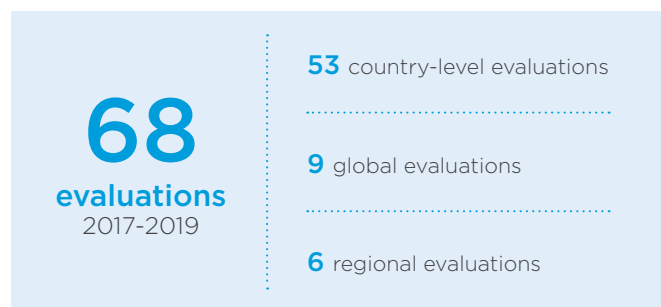 68
evaluations
2017-2019
53 country-level evaluations
9 global evaluations
6 regional evaluations